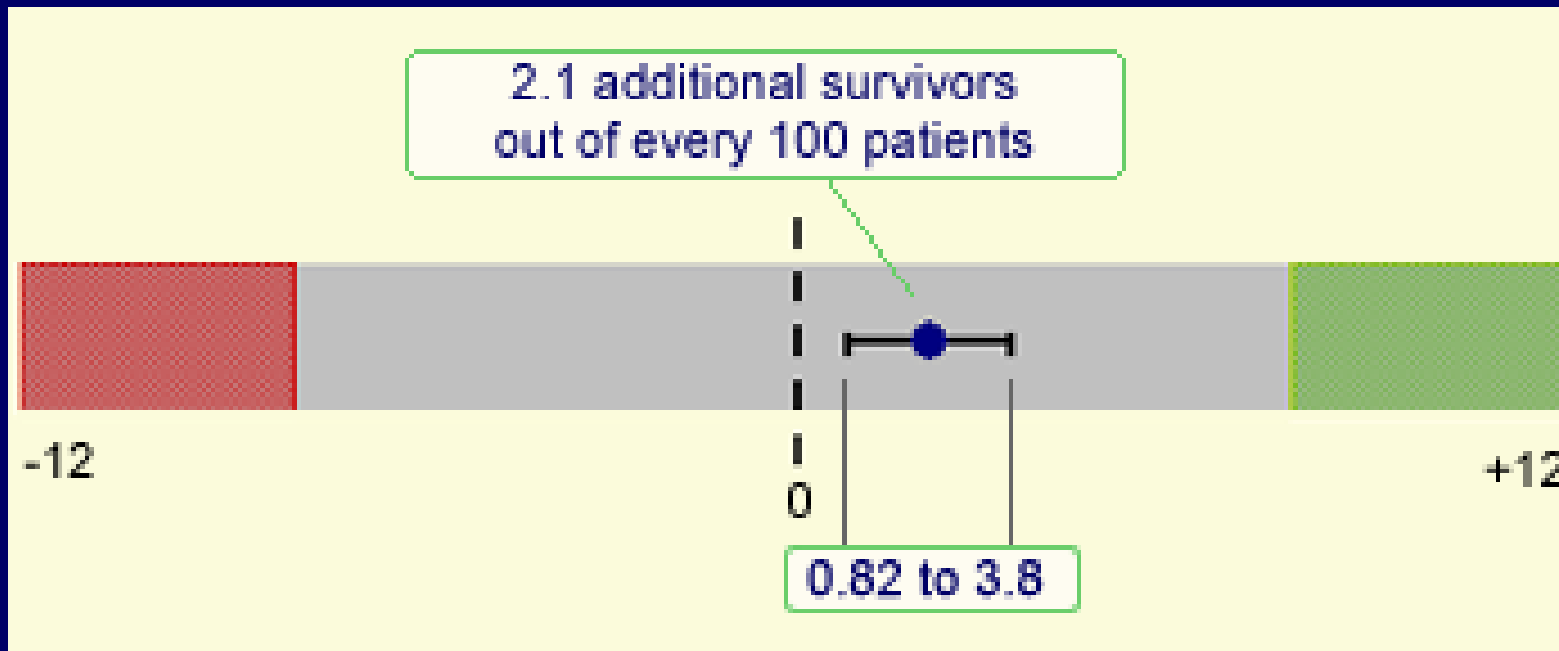 2.1 additional survivors
out of every 100 patients
-12
+12
0
0.82 to 3.8